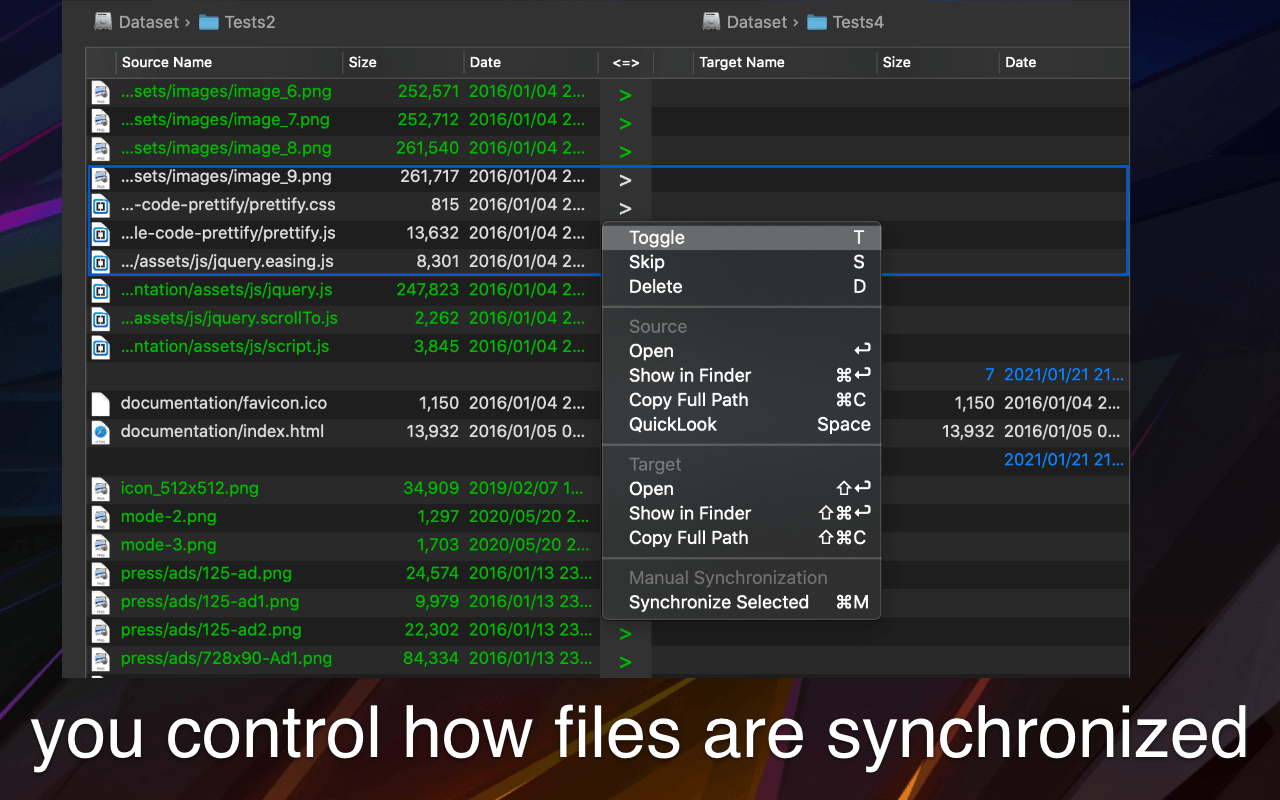 Dataset › Tests2 Dataset › Tests4
Source Name Size Date <=> Target Name Size Date
...sets/images/image_6.png 252,571 2016/01/04 2... >
...sets/images/image_7.png 252,712 2016/01/04 2... >
...sets/images/image_8.png 261,540 2016/01/04 2... >
...sets/images/image_9.png 261,717 2016/01/04 2... >
...-code-prettify/prettify.css 815 2016/01/04 2... >
...le-code-prettify/prettify.js 13,632 2016/01/04 2...
Toggle T
.../assets/js/jquery.easing.js 8,301 2016/01/04 2...
Skip S
Delete D
...ntation/assets/js/jquery.js 247,823 2016/01/04 2...
...assets/js/jquery.scrollTo.js 2,262 2016/01/04 2...
Source
...ntation/assets/js/script.js 3,845 2016/01/04 2...
Open ↩
Show in Finder ⌘↩
7 2021/01/21 21...
Copy Full Path ⌘C
documentation/favicon.ico 1,150 2016/01/04 2... 1,150 2016/01/04 2...
QuickLook Space
documentation/index.html 13,932 2016/01/05 0... 13,932 2016/01/05 0...
Target
2021/01/21 21...
Open ⇧↩
icon_512x512.png 34,909 2019/02/07 1...
Show in Finder ⇧⌘↩
mode-2.png 1,297 2020/05/20 2...
Copy Full Path ⇧⌘C
mode-3.png 1,703 2020/05/20 2...
press/ads/125-ad.png 24,574 2016/01/13 23...
Manual Synchronization
Synchronize Selected ⌘M
press/ads/125-ad1.png 9,979 2016/01/13 23...
press/ads/125-ad2.png 22,302 2016/01/13 23... >
press/ads/728x90-Ad1.png 84,334 2016/01/13 23... >
you control how files are synchronized